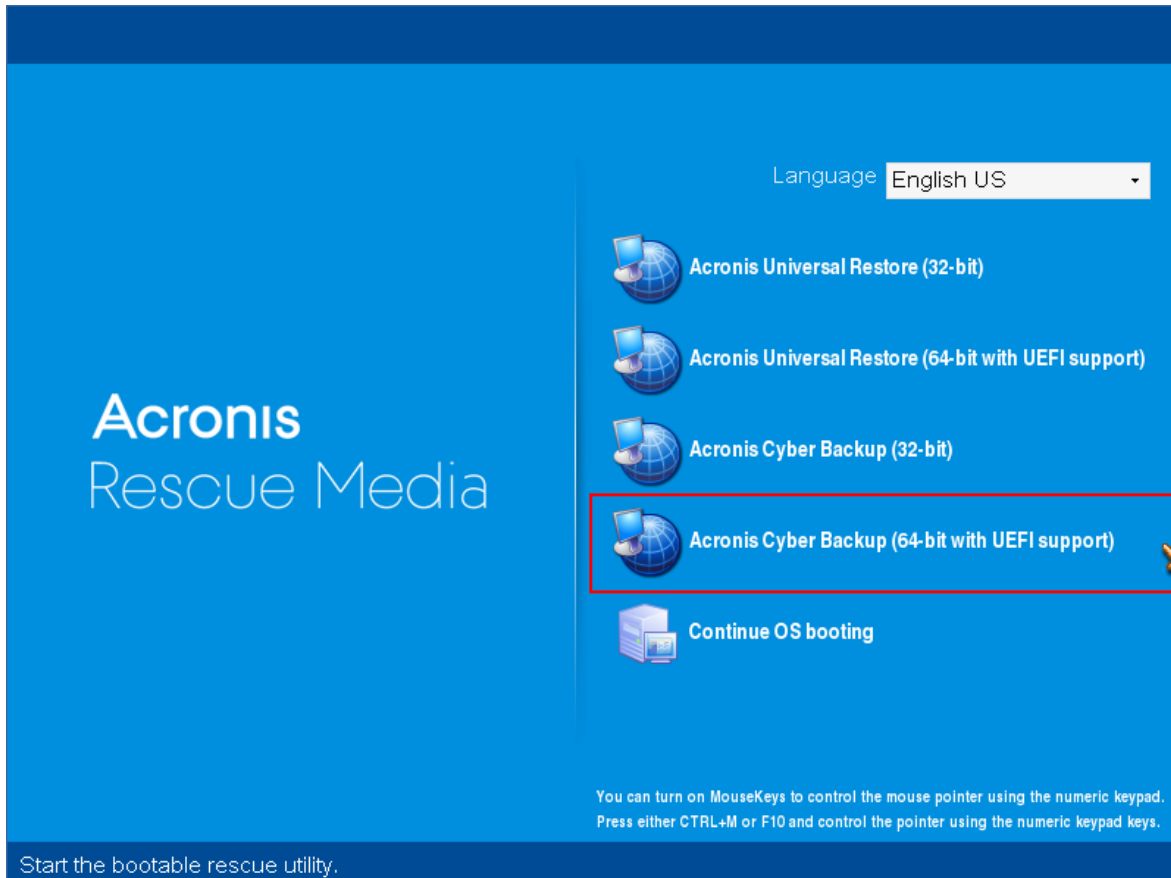 Language English US
Acronis Universal Restore (32-bit)
Acronis Universal Restore (64-bit with UEFI support)
Acronis
Rescue Media
Acronis Cyber Backup (32-bit)
Acronis Cyber Backup (64-bit with UEFI support)
Continue OS booting
You can turn on MouseKeys to control the mouse pointer using the numeric keypad.
Press either CTRL+M or F10 and control the pointer using the numeric keypad keys.
Start the bootable rescue utility.